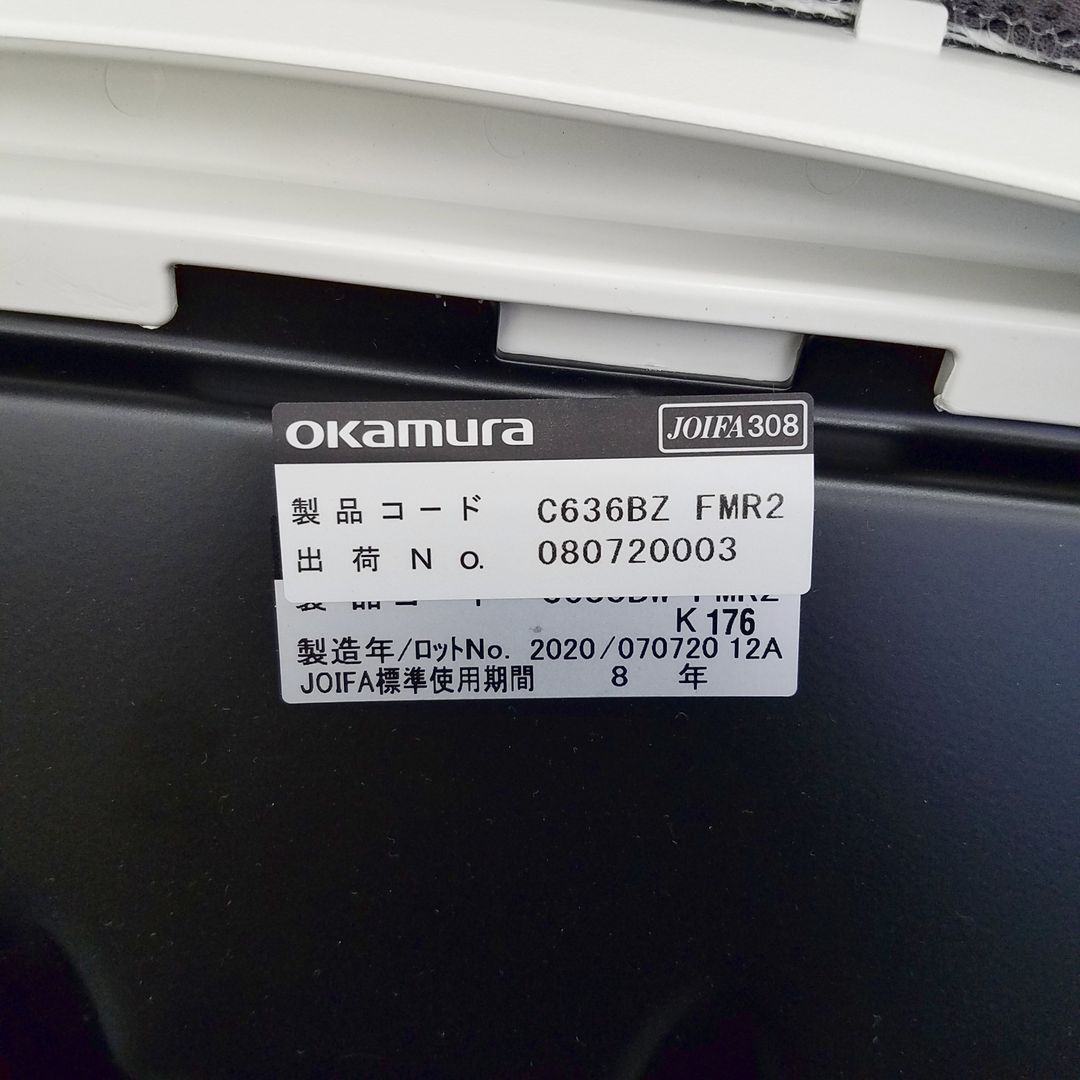 okamura JOIFA308
製品コード C636BZ FMR2
出荷No. 080720003
K 176
製造年/ロットNo. 2020/070720 12A
JOIFA標準使用期間 8 年